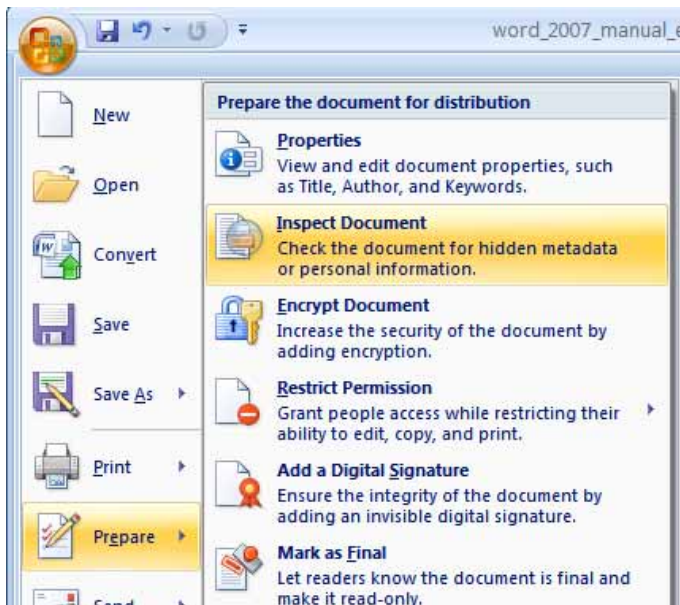 word_2007_manual_e
New
Open
Convert
Save
Save As
Print
Prepare
Send
Prepare the document for distribution
Properties
View and edit document properties, such
as Title, Author, and Keywords.
Inspect Document
Check the document for hidden metadata
or personal information.
Encrypt Document
Increase the security of the document by
adding encryption.
Restrict Permission
Grant people access while restricting their
ability to edit, copy, and print.
Add a Digital Signature
Ensure the integrity of the document by
adding an invisible digital signature.
Mark as Final
Let readers know the document is final and
make it read-only.